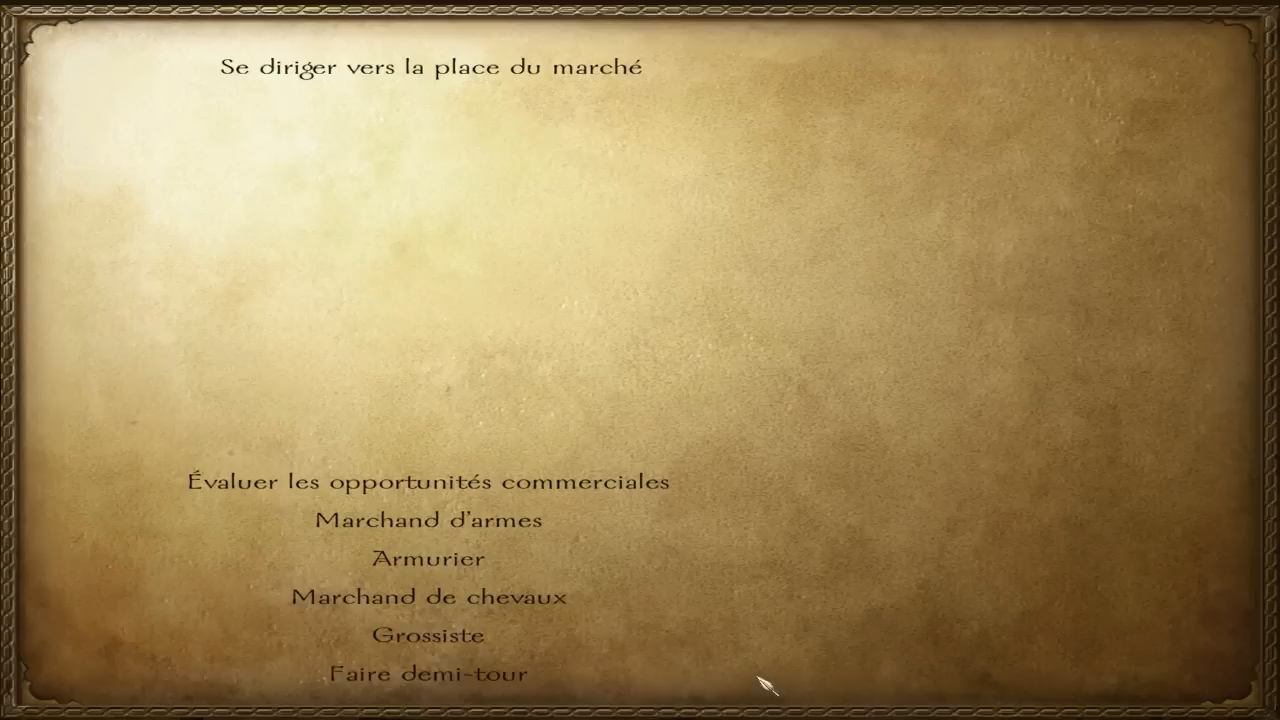 Se diriger vers la place du marché
Évaluer les opportunités commerciales
Marchand d'armes
Armurier
Marchand de chevaux
Grossiste
Faire demi-tour